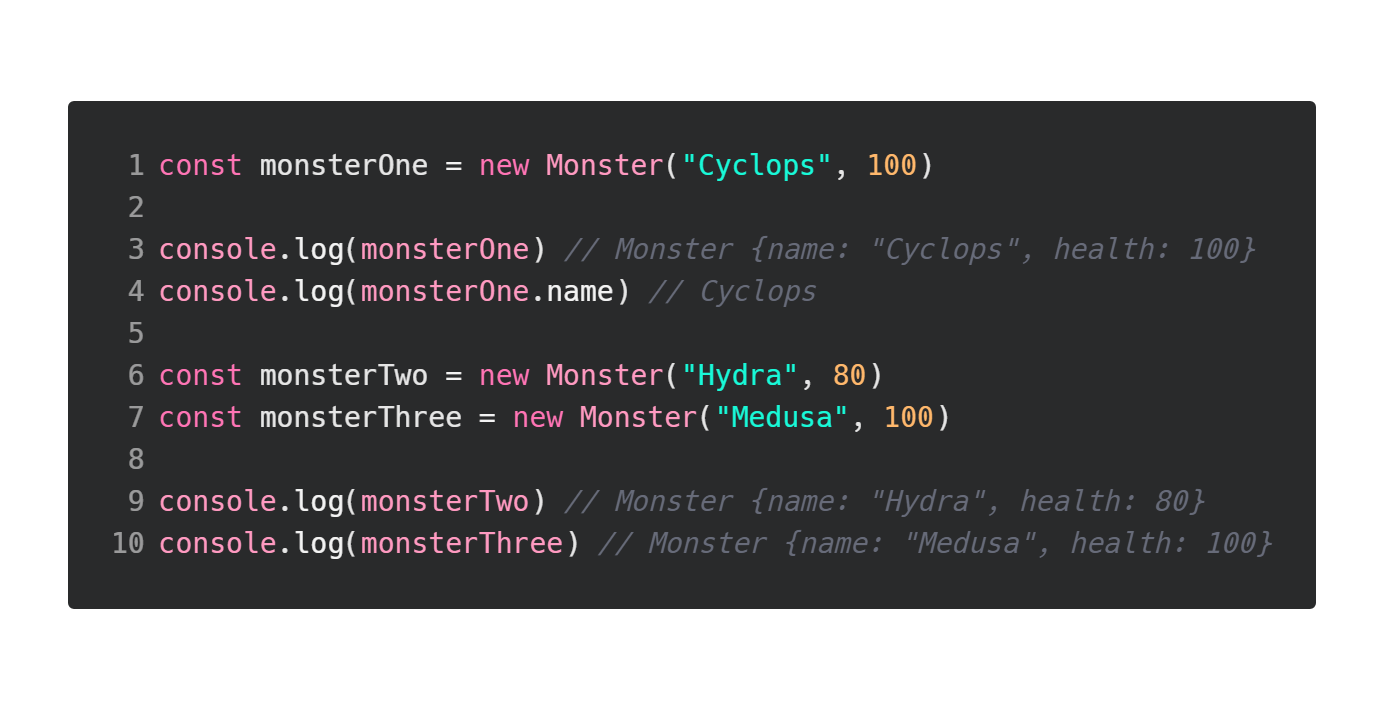 1 const monsterOne = new Monster("Cyclops", 100)
2
3 console.log(monsterOne) // Monster {name: "Cyclops", health: 100}
4 console.log(monsterOne.name) // Cyclops
5
6 const monsterTwo = new Monster("Hydra", 80)
7 const monsterThree = new Monster("Medusa", 100)
8
9 console.log(monsterTwo) // Monster {name: "Hydra", health: 80}
10 console.log(monsterThree) // Monster {name: "Medusa", health: 100}